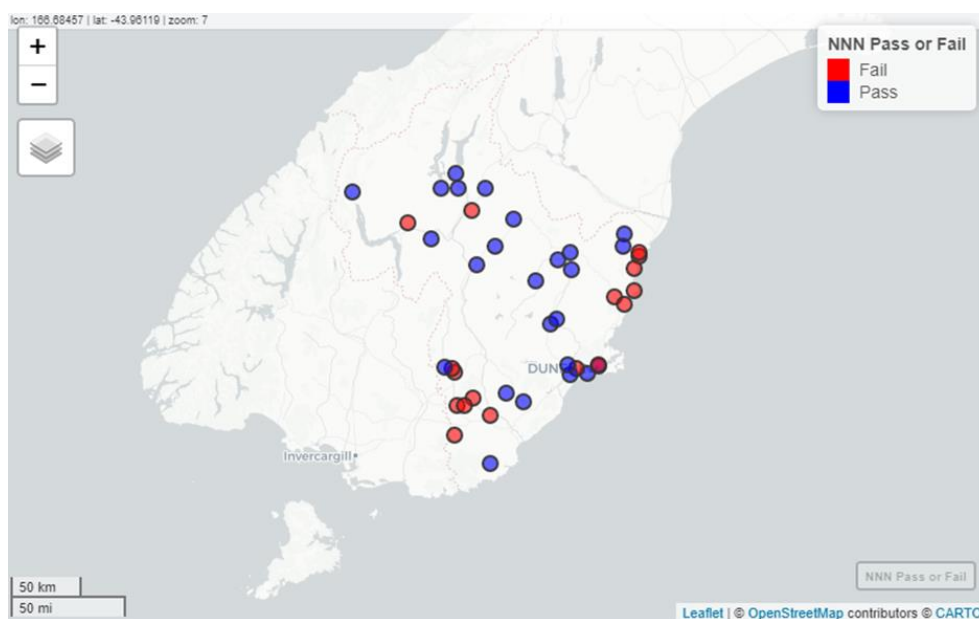 lon: 166.68457 | lat: -43.96119 | zoom: 7
+
−
NNN Pass or Fail
Fail
Pass
DUN
Invercargill
50 km
50 mi
NNN Pass or Fail
Leaflet | © OpenStreetMap contributors © CARTO